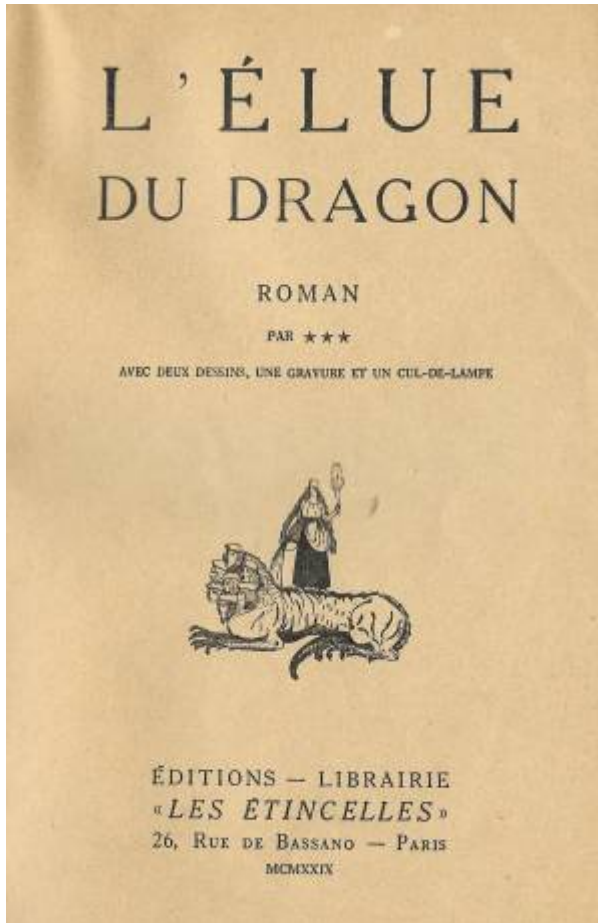 L'ÉLUE
DU DRAGON
ROMAN
PAR ★★★
AVEC DEUX DESSINS, UNE GRAVURE ET UN CUL-DE-LAMPE
ÉDITIONS — LIBRAIRIE
« LES ÉTINCELLES »
26, RUE DE BASSANO — PARIS
MCMXXIX